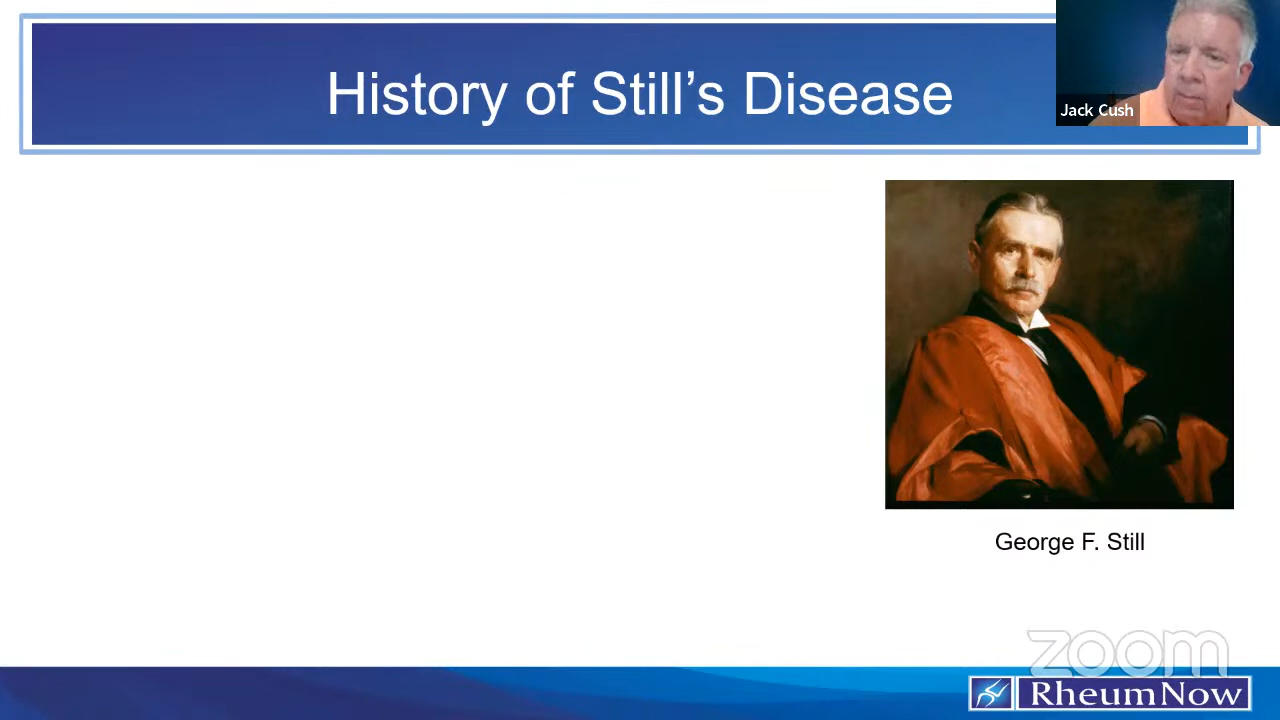 History of Still’s Disease
Jack Cush
George F. Still
zoom
RheumNow